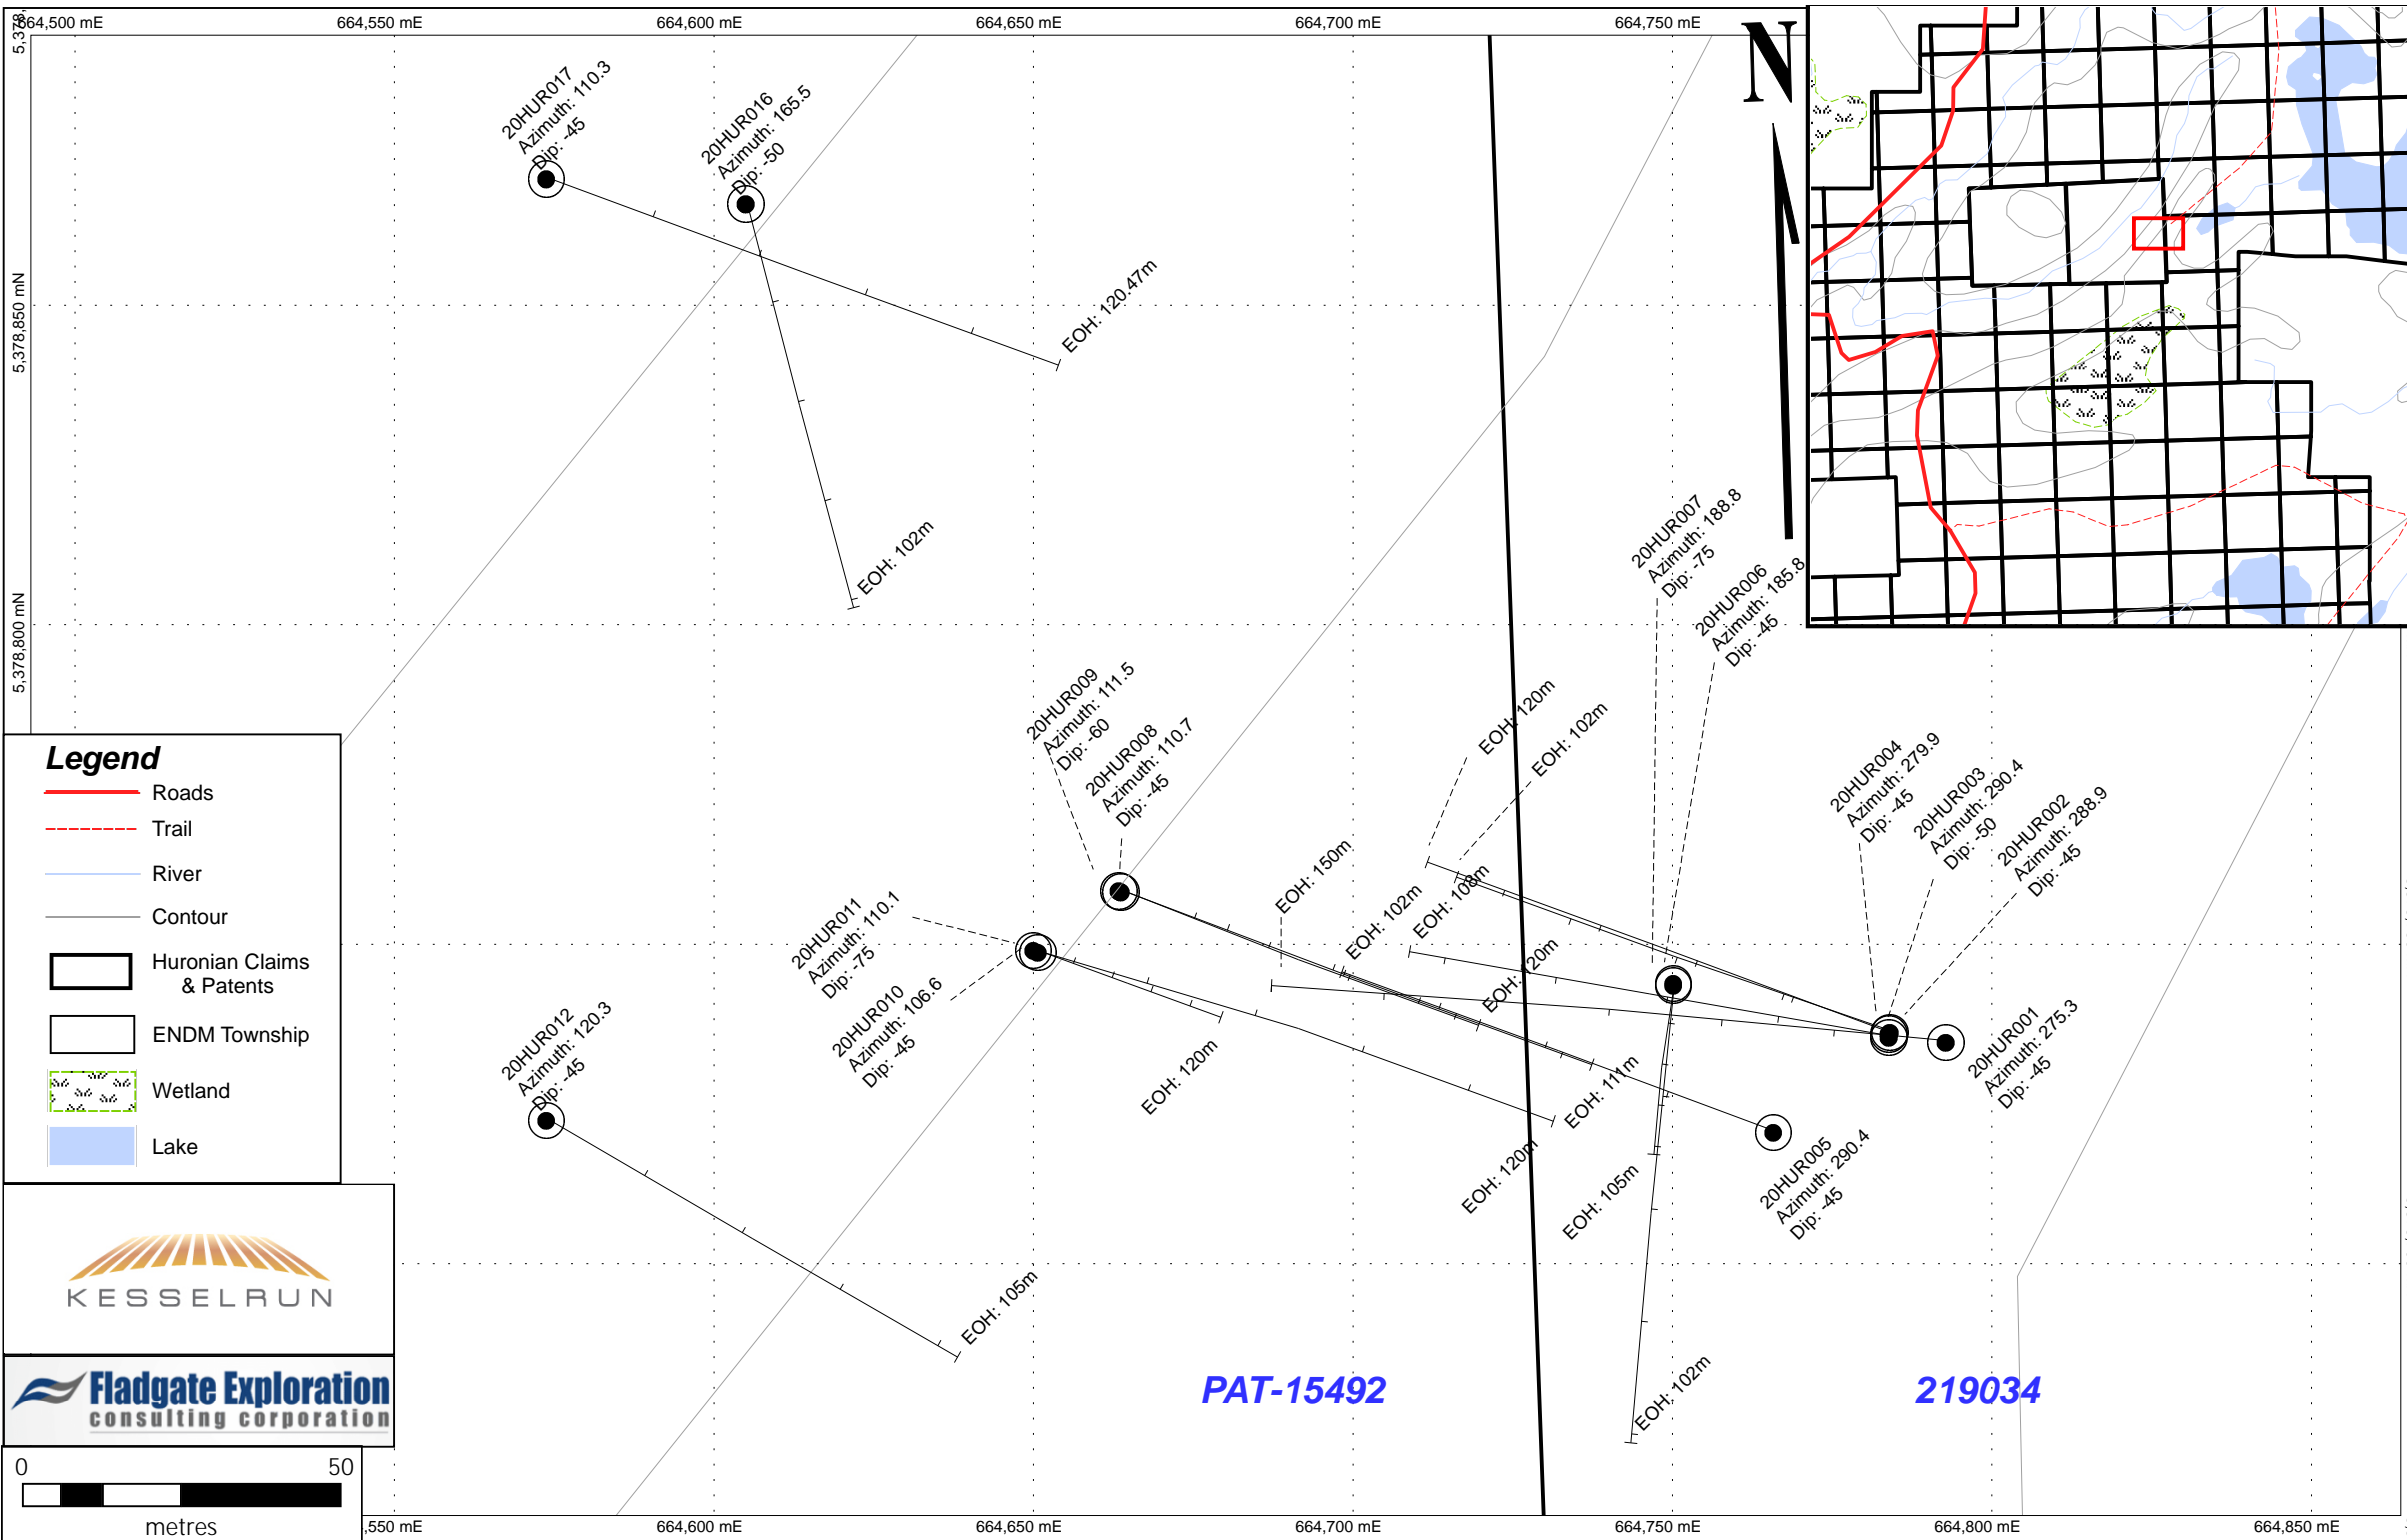 664,500 mE
664,550 mE
664,600 mE
664,650 mE
664,700 mE
664,750 mE
5,378,
5,378,850 mN
5,378,800 mN
N
20HUR017
Azimuth: 110.3
Dip: -45
20HUR016
Azimuth: 165.5
Dip: -50
EOH: 120.47m
EOH: 102m
20HUR007
Azimuth: 188.8
Dip: -75
20HUR006
Azimuth: 185.8
Dip: -45
20HUR009
Azimuth: 111.5
Dip: -60
20HUR008
Azimuth: 110.7
Dip: -45
EOH: 120m
EOH: 102m
20HUR004
Azimuth: 279.9
Dip: -45
20HUR003
Azimuth: 290.4
Dip: -50
20HUR002
Azimuth: 288.9
Dip: -45
EOH: 150m
EOH: 102m
EOH: 108m
EOH: 120m
20HUR011
Azimuth: 110.1
Dip: -75
20HUR010
Azimuth: 106.6
Dip: -45
20HUR012
Azimuth: 120.3
Dip: -45
EOH: 120m
EOH: 111m
EOH: 120m
EOH: 105m
20HUR001
Azimuth: 275.3
Dip: -45
20HUR005
Azimuth: 290.4
Dip: -45
EOH: 105m
EOH: 102m
PAT-15492
219034
Legend
Roads
Trail
River
Contour
Huronian Claims
& Patents
ENDM Township
Wetland
Lake
KESSELRUN
Fladgate Exploration
consulting corporation
0 50
metres
,550 mE
664,600 mE
664,650 mE
664,700 mE
664,750 mE
664,800 mE
664,850 mE